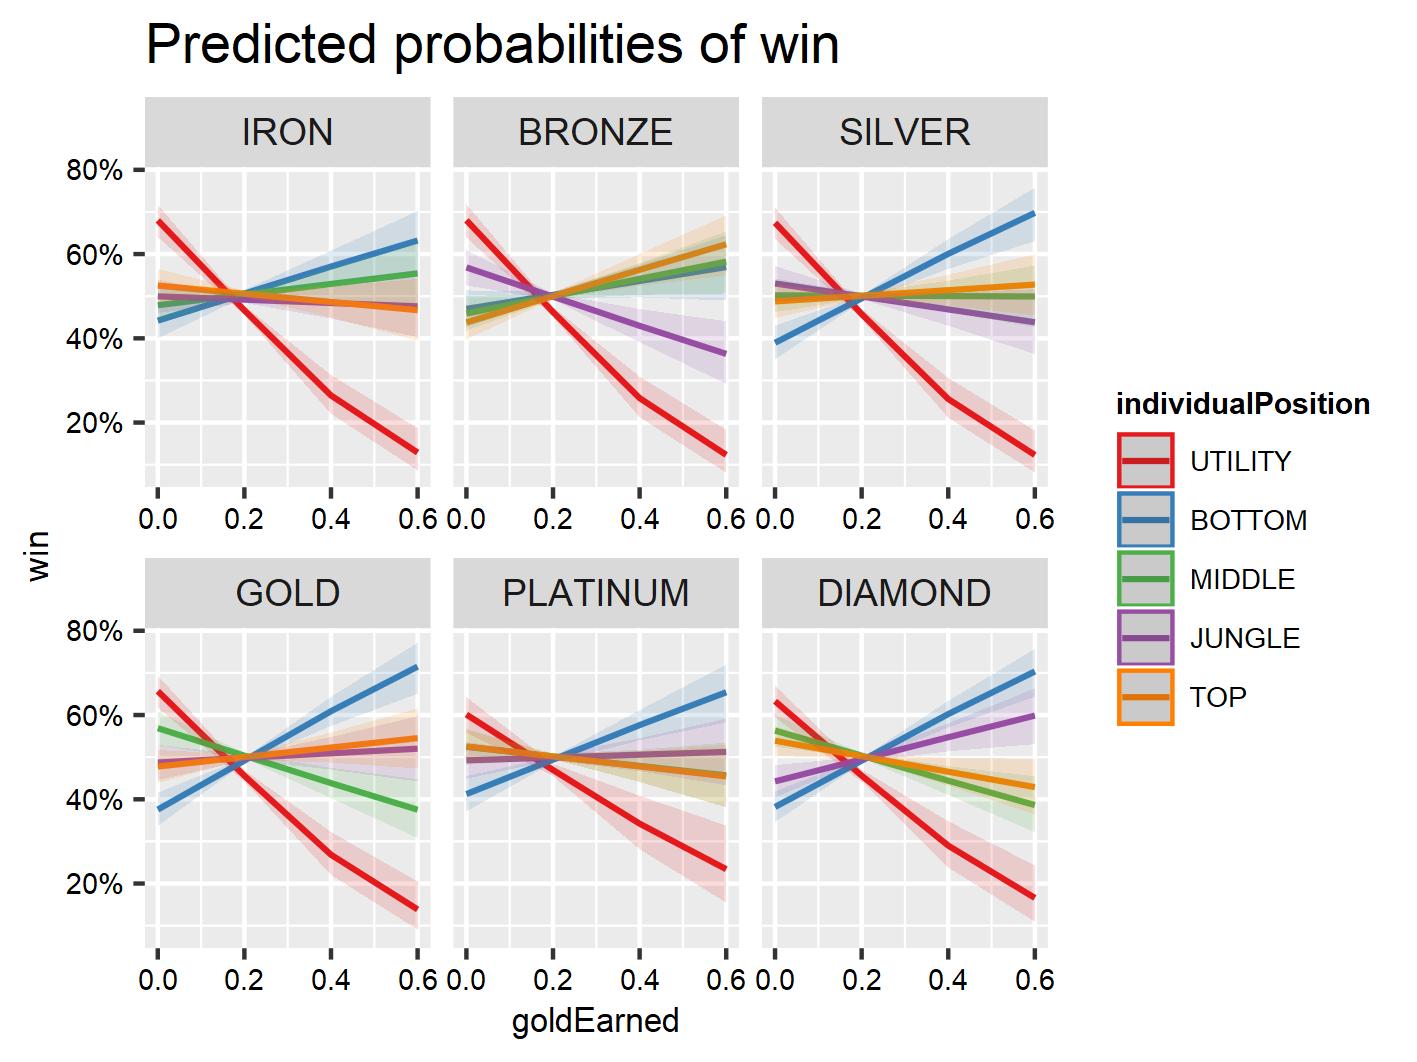 Predicted probabilities of win
IRON
BRONZE
SILVER
80%
60%
40%
20%
0.0 0.2 0.4 0.6
0.0 0.2 0.4 0.6
0.0 0.2 0.4 0.6
GOLD
PLATINUM
DIAMOND
80%
60%
40%
20%
0.0 0.2 0.4 0.6
0.0 0.2 0.4 0.6
0.0 0.2 0.4 0.6
goldEarned
win
individualPosition
UTILITY
BOTTOM
MIDDLE
JUNGLE
TOP